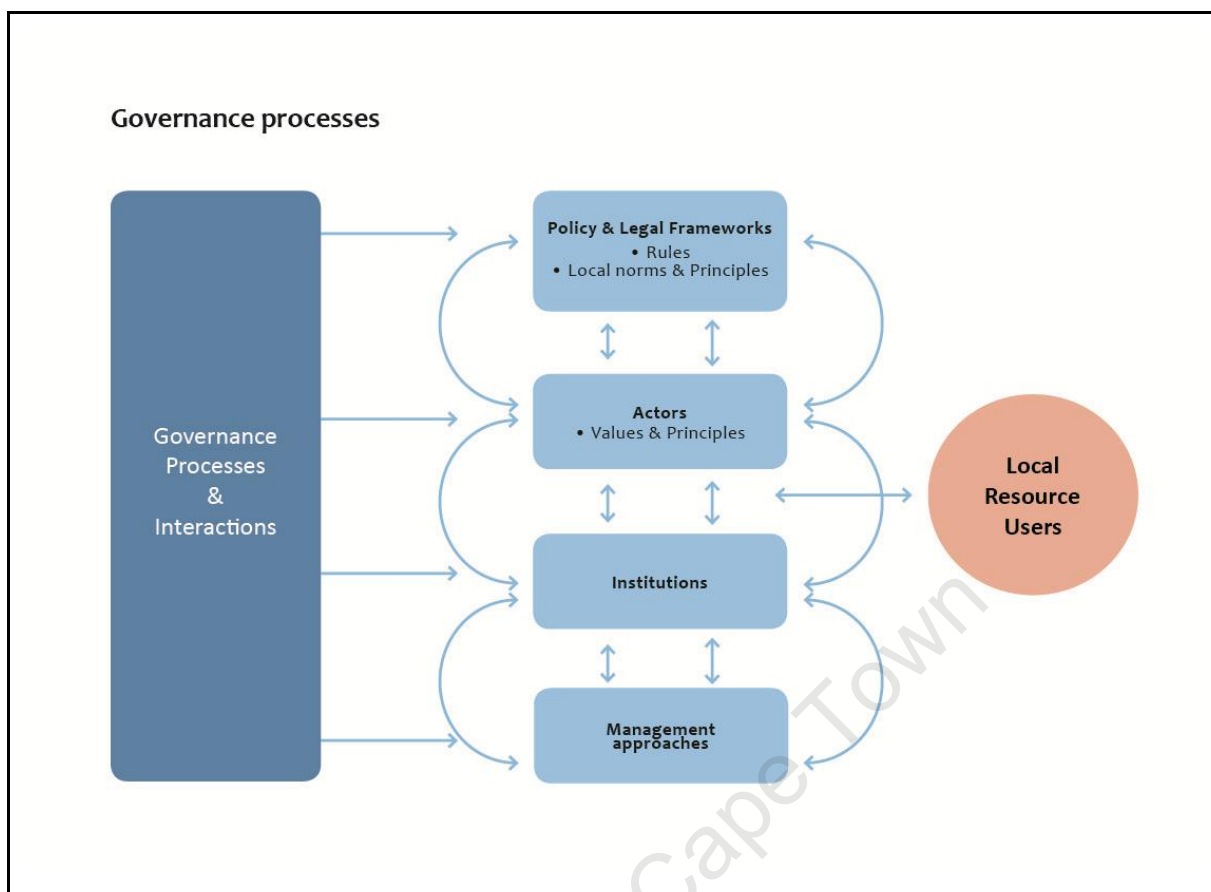 Governance processes
Governance
Processes
&
Interactions
Policy & Legal Frameworks
• Rules
• Local norms & Principles
Actors
• Values & Principles
Institutions
Management
approaches
Local
Resource
Users
Cape Town